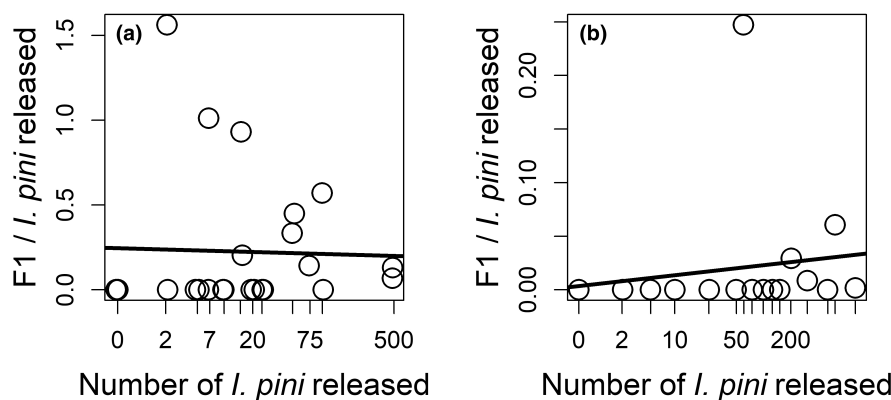 (a)
F1 / I. pini released
1.5
1.0
0.5
0.0
0 2 7 20 75 500
Number of I. pini released
(b)
F1 / I. pini released
0.20
0.10
0.00
0 2 10 50 200
Number of I. pini released